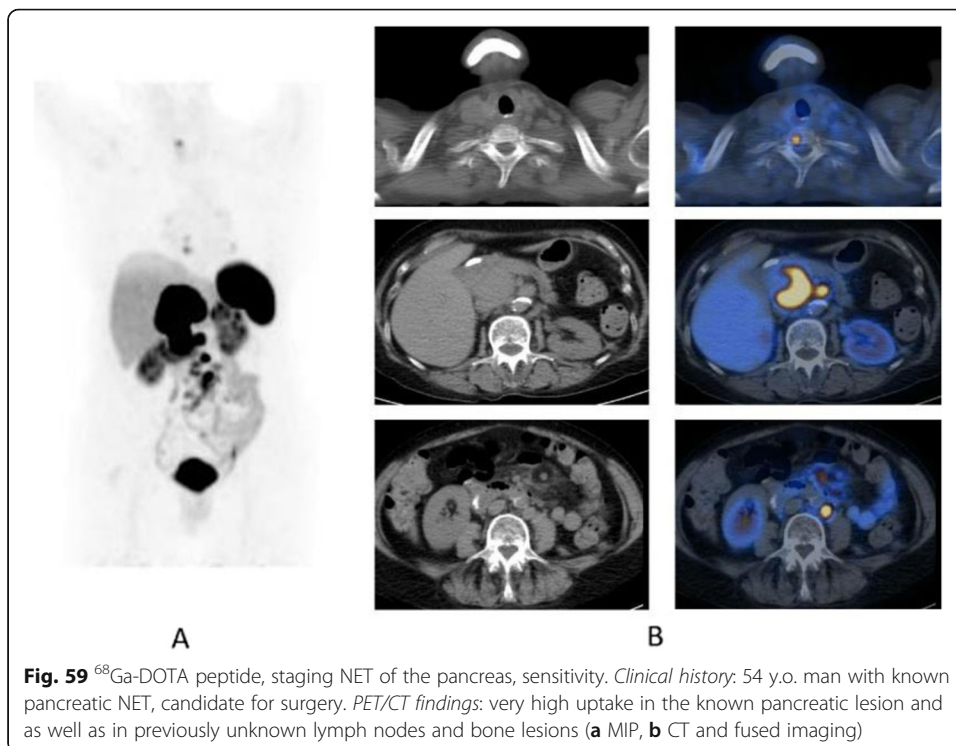 A
B
Fig. 59 ⁶⁸Ga-DOTA peptide, staging NET of the pancreas, sensitivity. Clinical history: 54 y.o. man with known
pancreatic NET, candidate for surgery. PET/CT findings: very high uptake in the known pancreatic lesion and
as well as in previously unknown lymph nodes and bone lesions (a MIP, b CT and fused imaging)